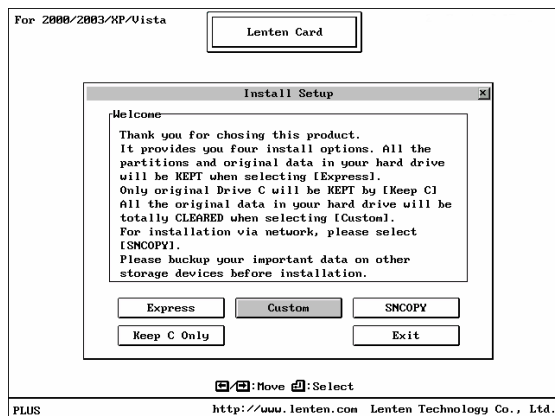 For 2000/2003/XP/Vista
Lenten Card
Install Setup
x
Welcome
Thank you for chosing this product.
It provides you four install options. All the
partitions and original data in your hard drive
will be KEPT when selecting [Express].
Only original Drive C will be KEPT by [Keep C]
All the original data in your hard drive will be
totally CLEARED when selecting [Custom].
For installation via network, please select
[SNCOPY].
Please buckup your important data on other
storage devices before installation.
Express Custom SNCOPY
Keep C Only Exit
/ :Move :Select
PLUS http://www.lenten.com Lenten Technology Co., Ltd.